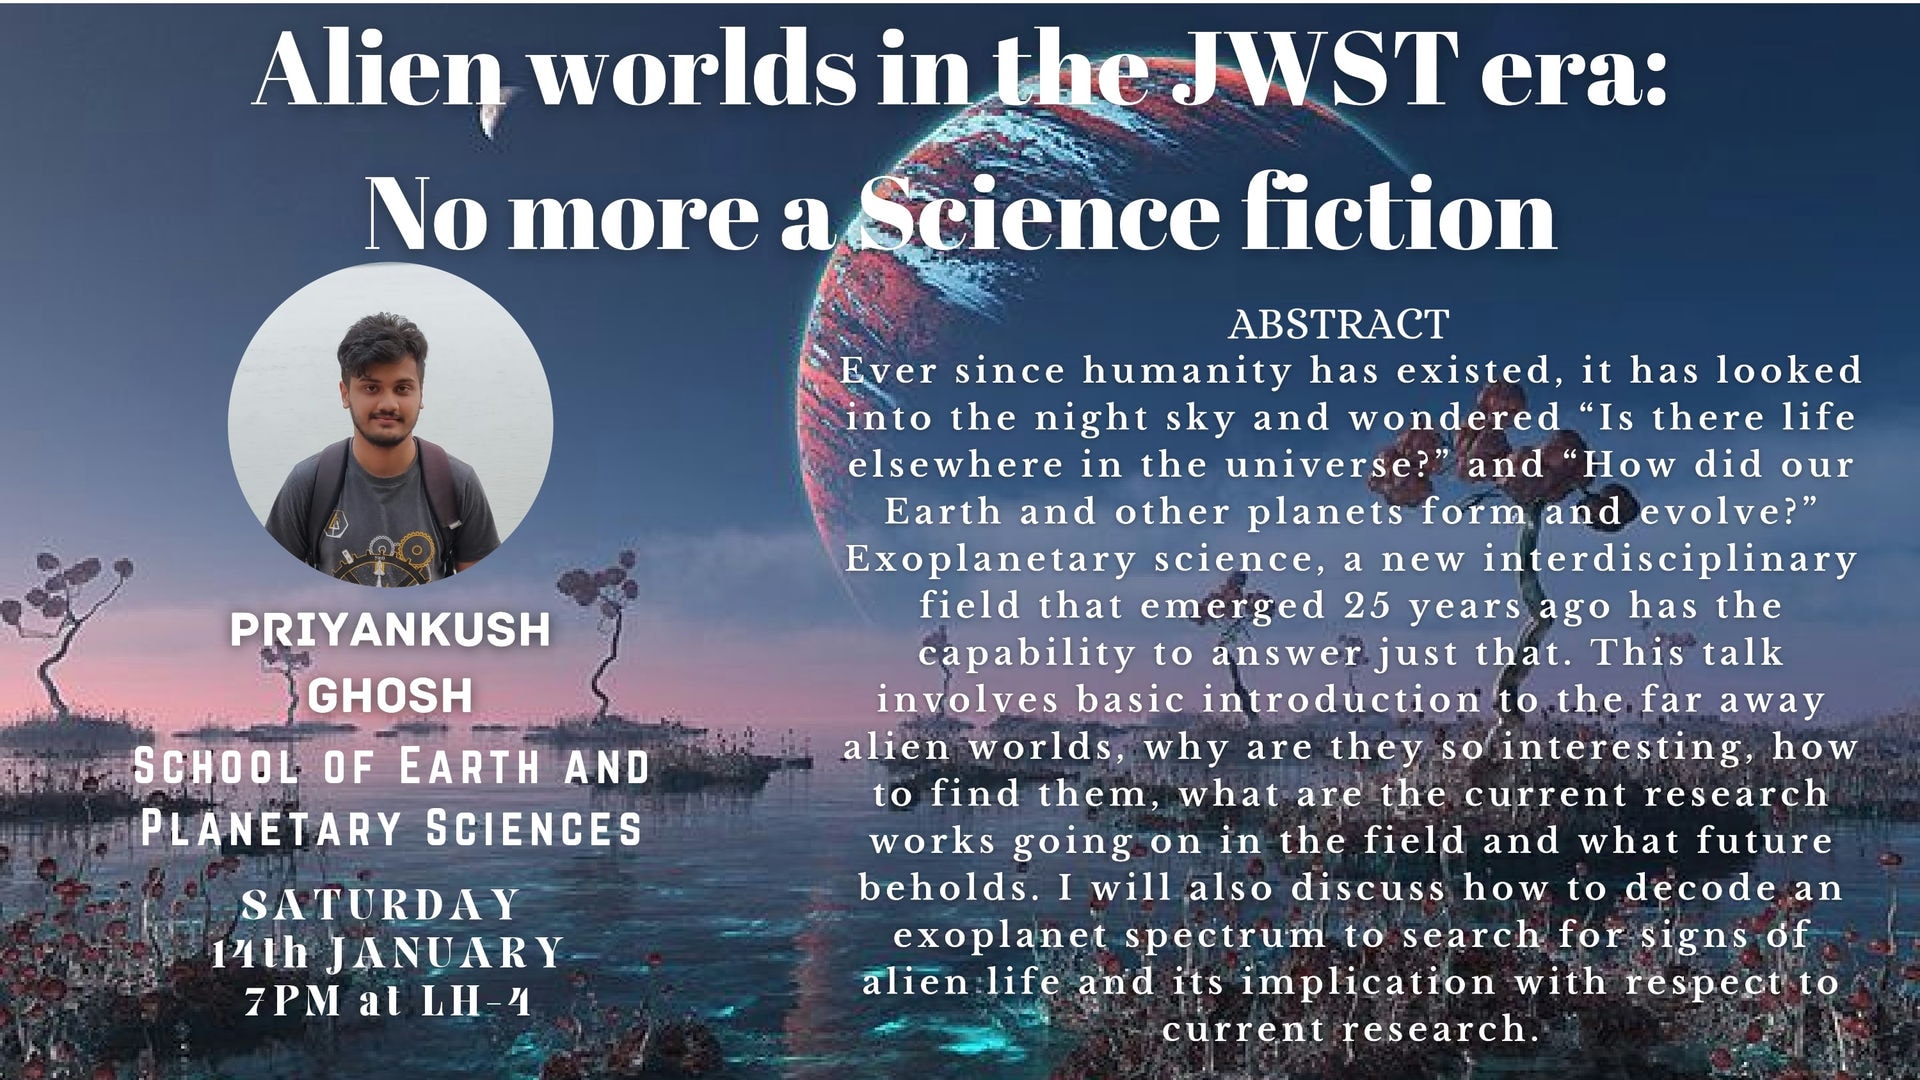 Alien worlds in the JWST era:
No more a Science fiction
PRIYANKUSH
GHOSH
SCHOOL OF EARTH AND
PLANETARY SCIENCES
SATURDAY
14th JANUARY
7PM at LH-4
ABSTRACT
Ever since humanity has existed, it has looked
into the night sky and wondered “Is there life
elsewhere in the universe?” and “How did our
Earth and other planets form and evolve?”
Exoplanetary science, a new interdisciplinary
field that emerged 25 years ago has the
capability to answer just that. This talk
involves basic introduction to the far away
alien worlds, why are they so interesting, how
to find them, what are the current research
works going on in the field and what future
beholds. I will also discuss how to decode an
exoplanet spectrum to search for signs of
alien life and its implication with respect to
current research.